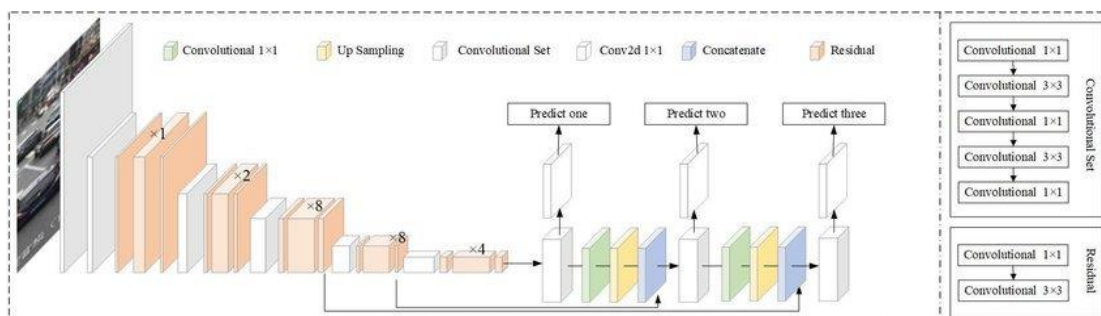 Convolutional 1×1
Up Sampling
Convolutional Set
Conv2d 1×1
Concatenate
Residual
×1
×2
×8
×8
×4
Predict one
Predict two
Predict three
Convolutional 1×1
Convolutional 3×3
Convolutional 1×1
Convolutional 3×3
Convolutional 1×1
Convolutional Set
Convolutional 1×1
Convolutional 3×3
Residual